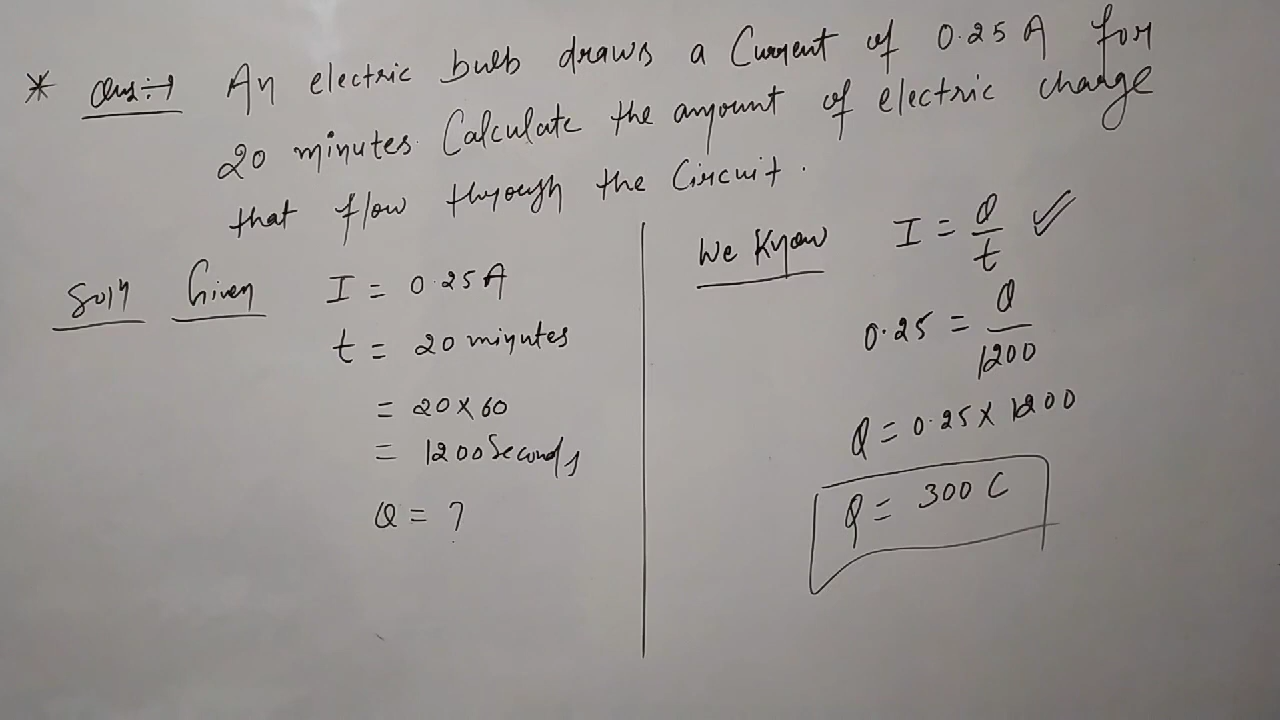 * Ques:→ An electric bulb draws a Current of 0.25 A for
20 minutes. Calculate the amount of electric charge
that flow through the Circuit.
Soln Given I = 0.25 A
t = 20 minutes
= 20 × 60
= 1200 Seconds
Q = ?
We Know I = Q/t ✓
0.25 = Q/1200
Q = 0.25 × 1200
Q = 300 C